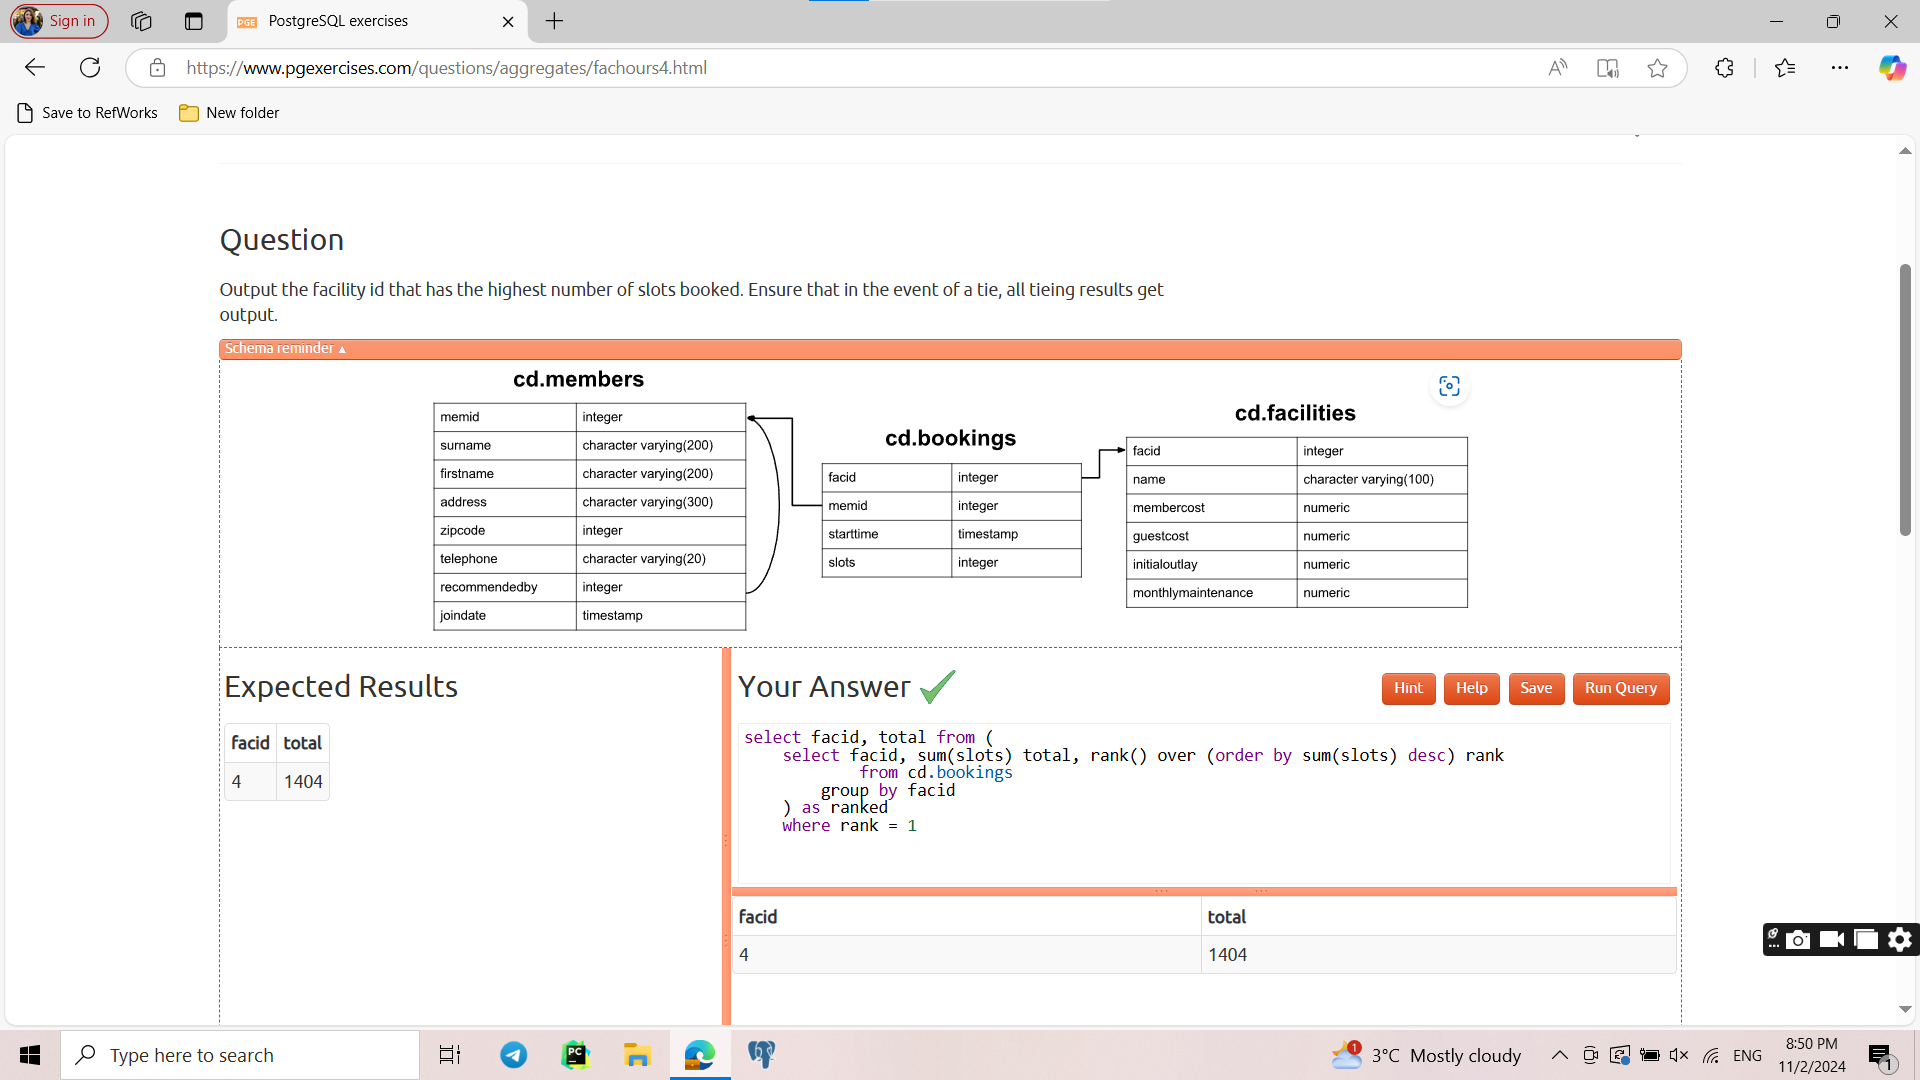 Sign in
PGE PostgreSQL exercises
https://www.pgexercises.com/questions/aggregates/fachours4.html
Save to RefWorks
New folder
Question
Output the facility id that has the highest number of slots booked. Ensure that in the event of a tie, all tieing results get
output.
Schema reminder ▴
cd.members
memid integer
surname character varying(200)
firstname character varying(200)
address character varying(300)
zipcode integer
telephone character varying(20)
recommendedby integer
joindate timestamp
cd.bookings
facid integer
memid integer
starttime timestamp
slots integer
cd.facilities
facid integer
name character varying(100)
membercost numeric
guestcost numeric
initialoutlay numeric
monthlymaintenance numeric
Expected Results
facid total
4 1404
Your Answer
Hint Help Save Run Query
select facid, total from (
select facid, sum(slots) total, rank() over (order by sum(slots) desc) rank
from cd.bookings
group by facid
) as ranked
where rank = 1
facid total
4 1404
Type here to search
PC
1
3°C Mostly cloudy
ENG
8:50 PM
11/2/2024
1